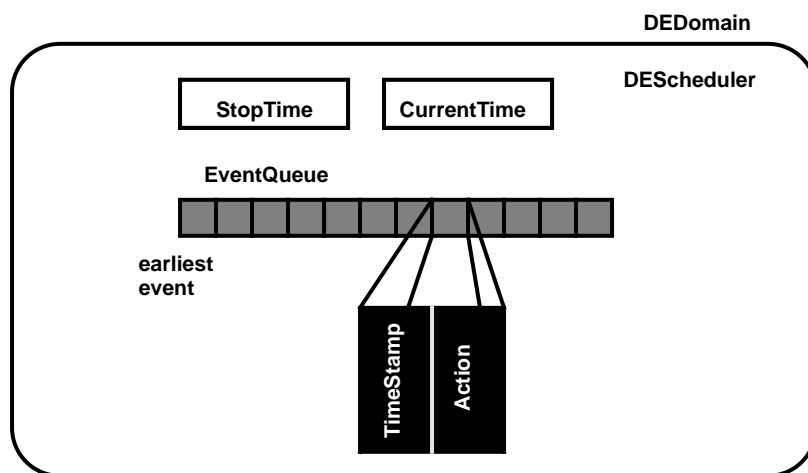 DEDomain
DEScheduler
StopTime
CurrentTime
EventQueue
earliest
event
TimeStamp
Action